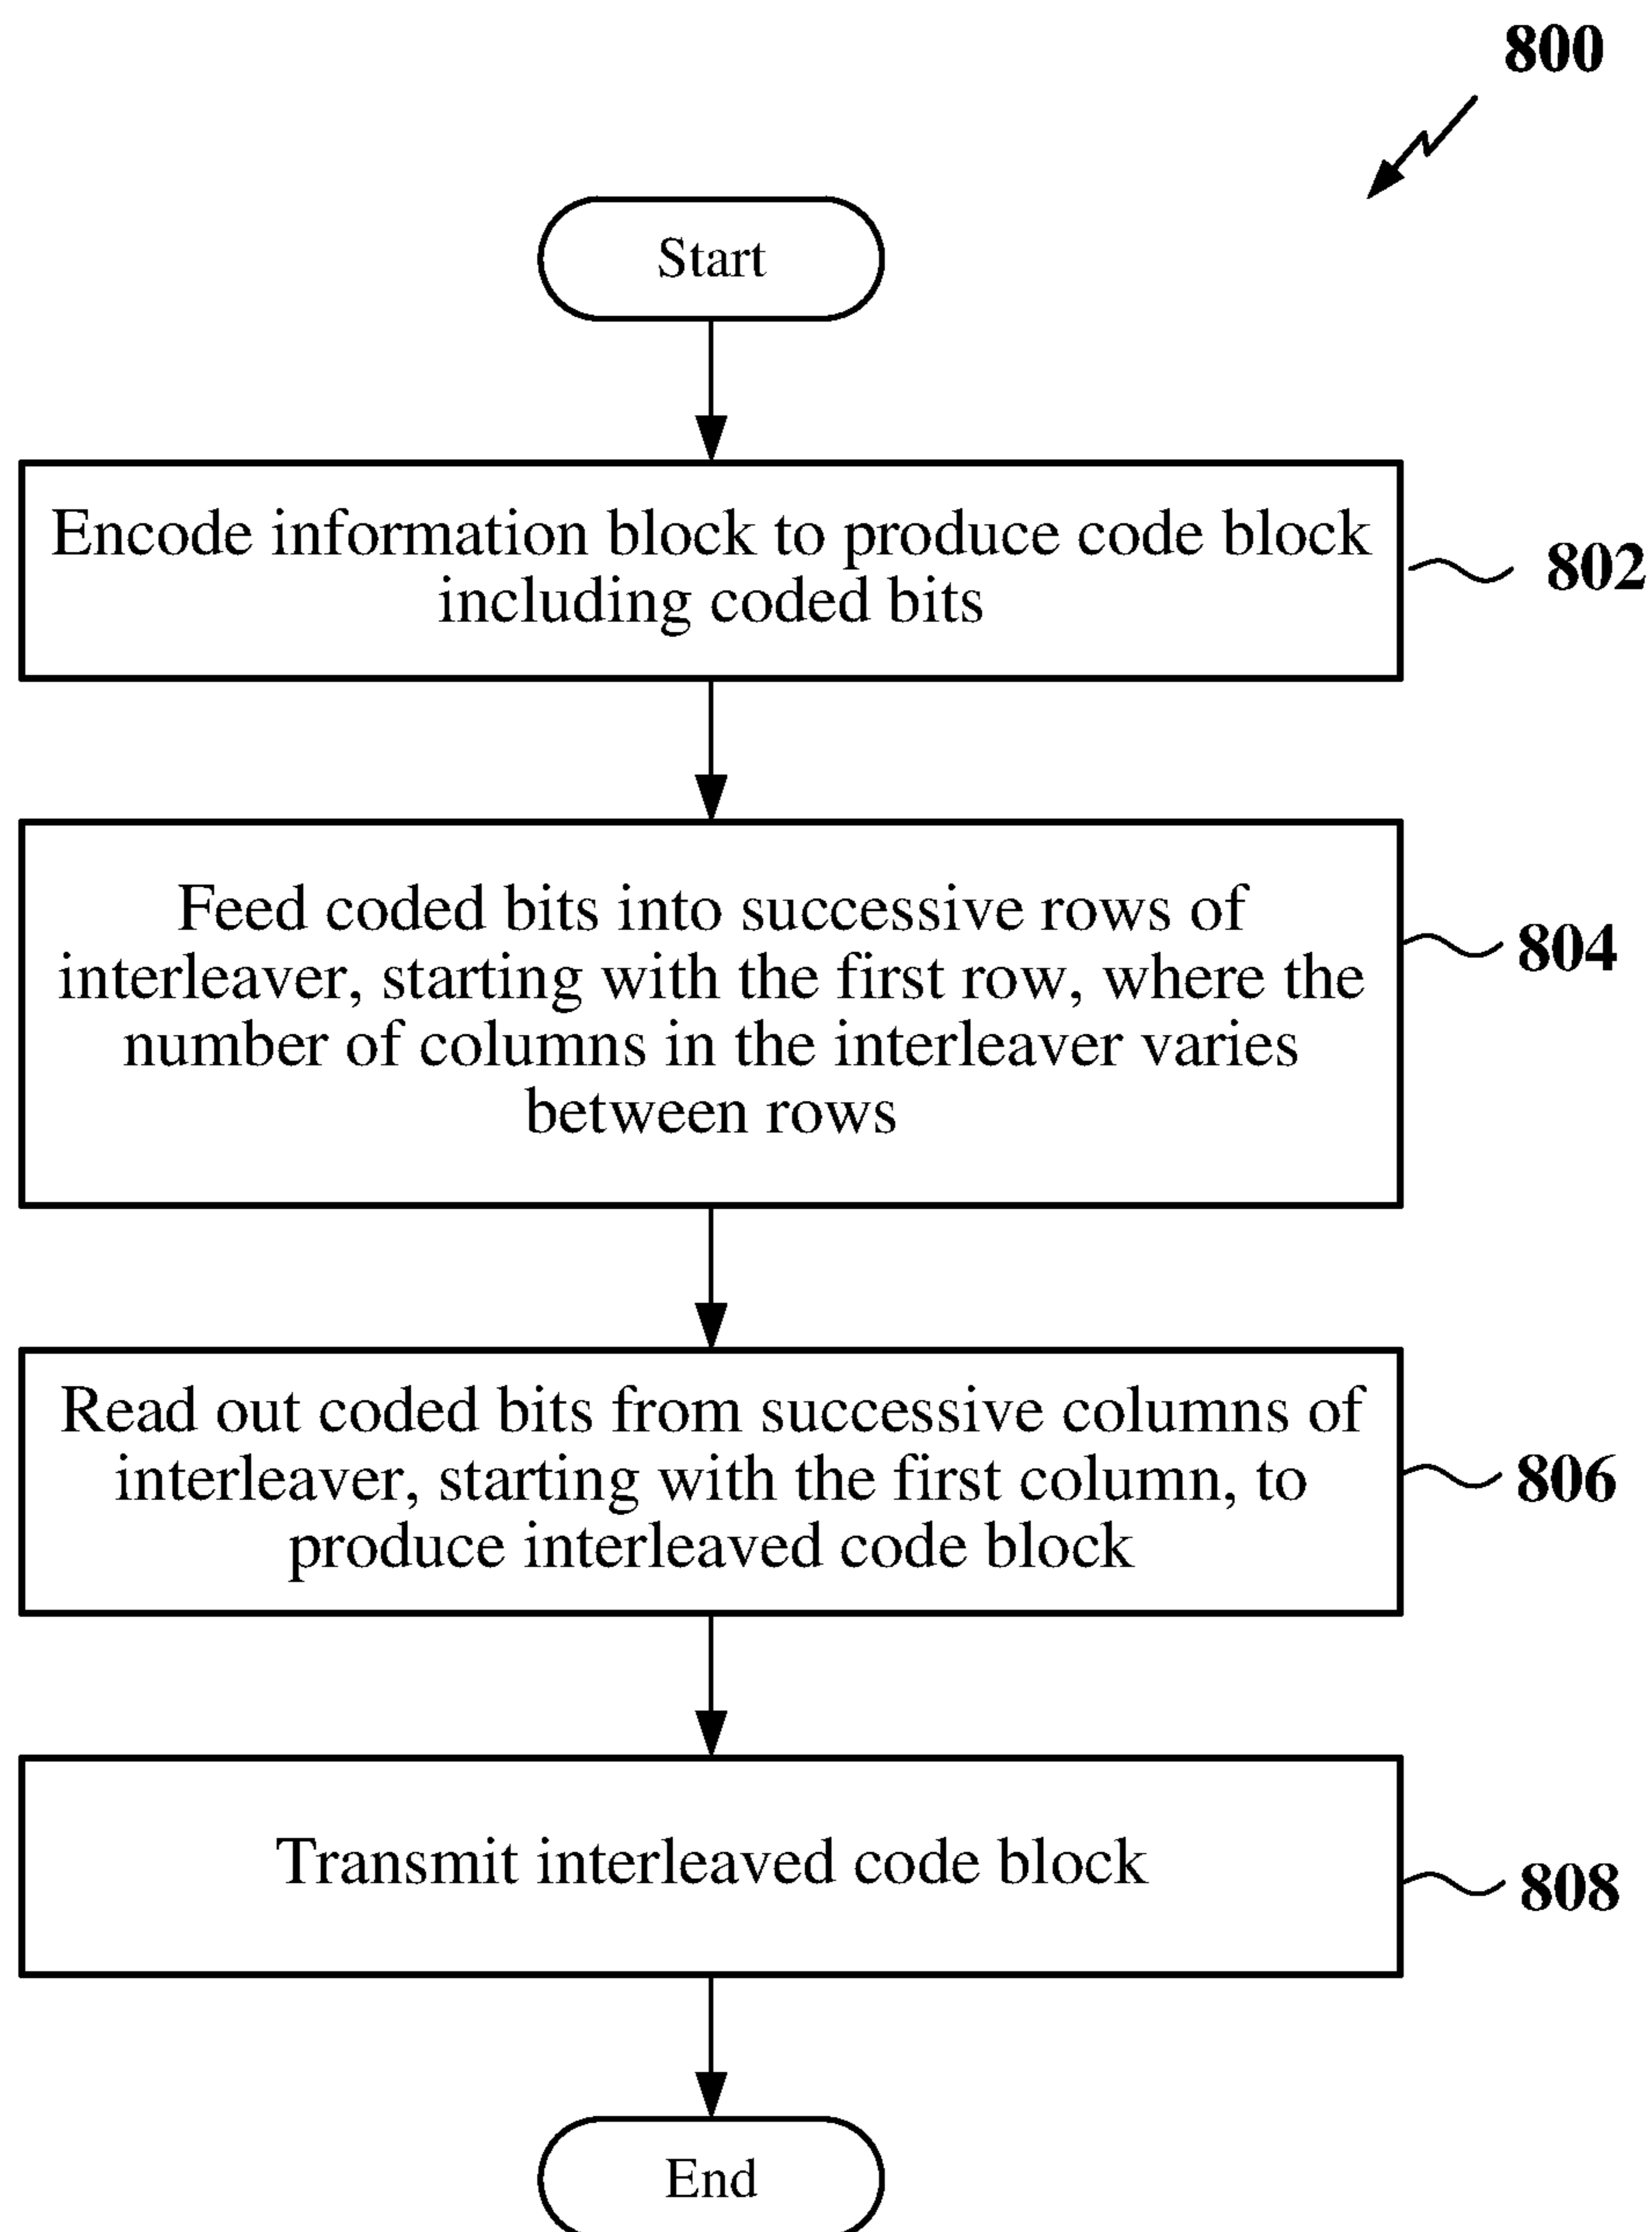 800
Start
Encode information block to produce code block
including coded bits
802
Feed coded bits into successive rows of
interleaver, starting with the first row, where the
number of columns in the interleaver varies
between rows
804
Read out coded bits from successive columns of
interleaver, starting with the first column, to
produce interleaved code block
806
Transmit interleaved code block
808
End